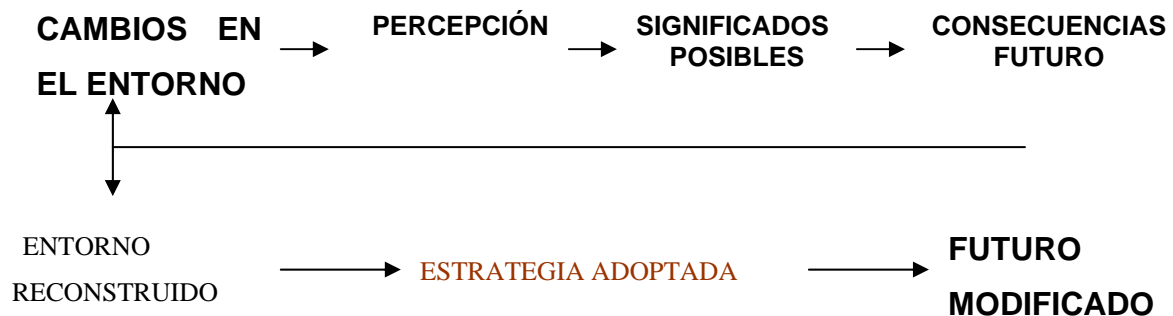 CAMBIOS EN
EL ENTORNO
PERCEPCIÓN
SIGNIFICADOS
POSIBLES
CONSECUENCIAS
FUTURO
ENTORNO
RECONSTRUIDO
ESTRATEGIA ADOPTADA
FUTURO
MODIFICADO